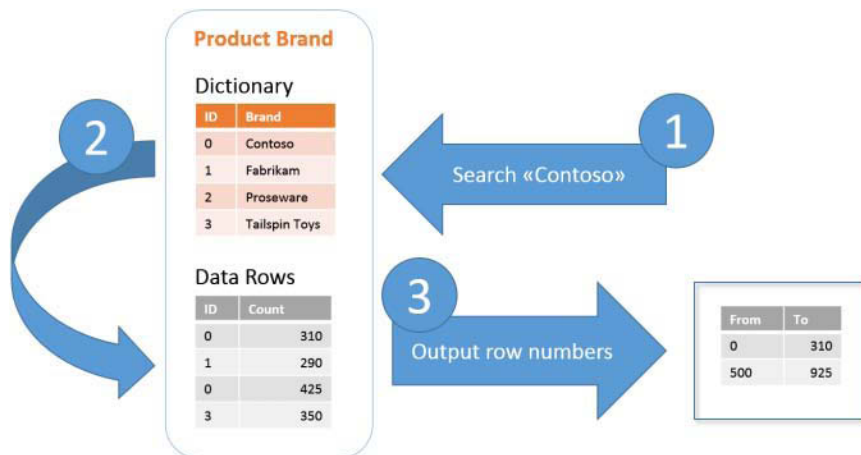 Product Brand
Dictionary
ID Brand
0 Contoso
1 Fabrikam
2 Proseware
3 Tailspin Toys
Data Rows
ID Count
0 310
1 290
0 425
3 350
2
1
Search «Contoso»
3
Output row numbers
From To
0 310
500 925